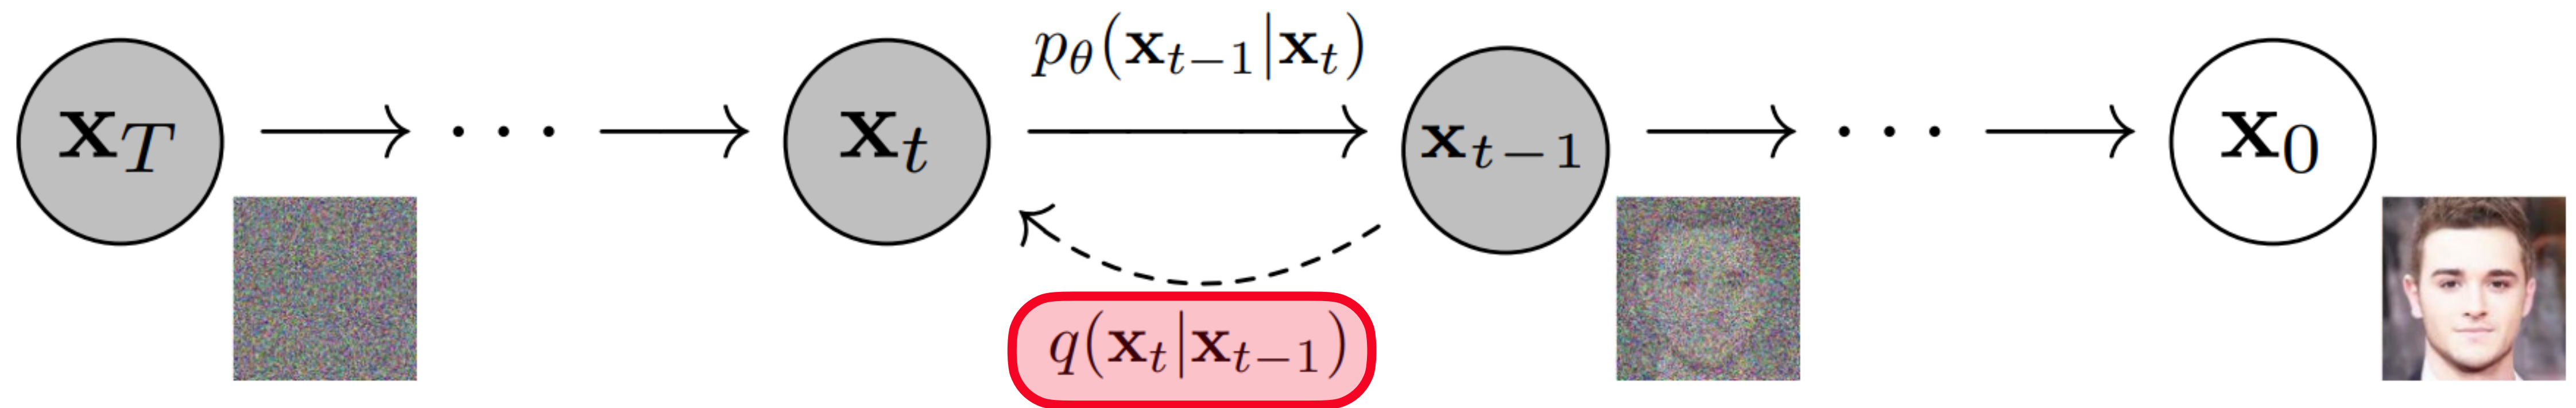 p_θ(x_{t−1}|x_t)
x_T → ··· → x_t → x_{t−1} → ··· → x_0
q(x_t|x_{t−1})